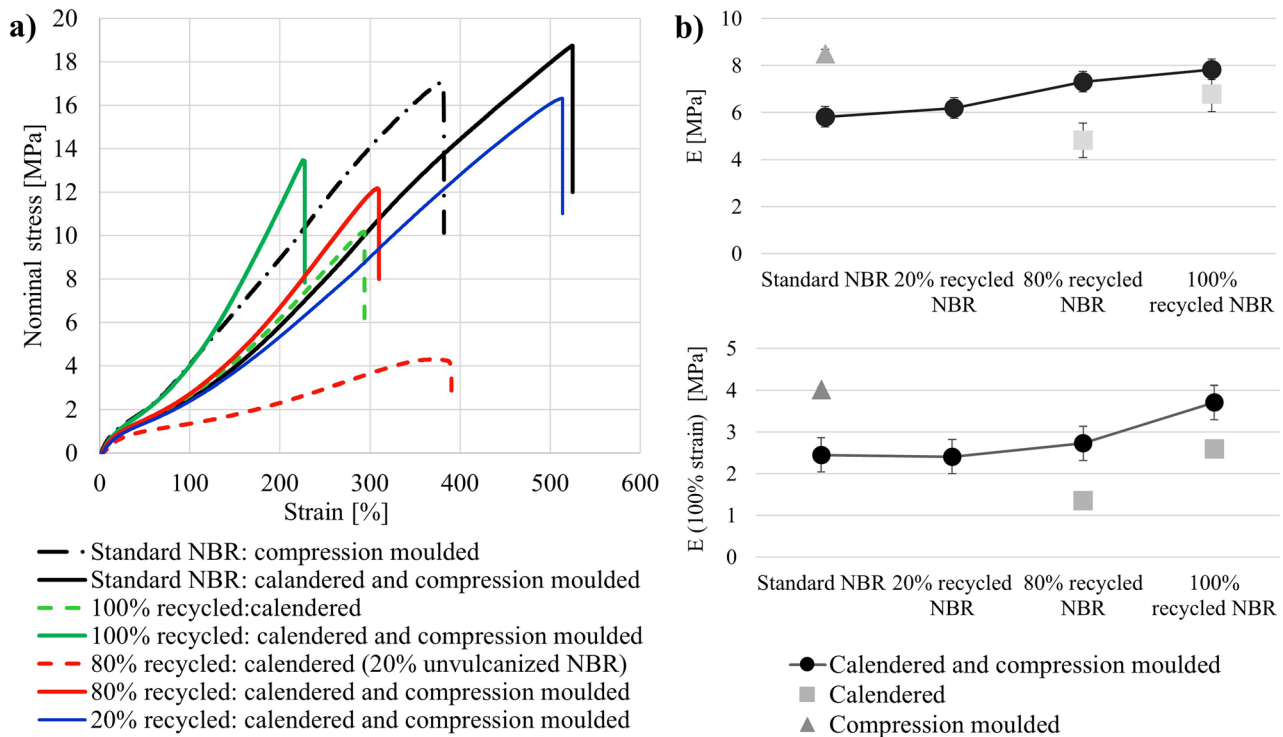 a)
Nominal stress [MPa]
20
18
16
14
12
10
8
6
4
2
0
0 100 200 300 400 500 600
Strain [%]
Standard NBR: compression moulded
Standard NBR: calandered and compression moulded
100% recycled:calendered
100% recycled: calendered and compression moulded
80% recycled: calendered (20% unvulcanized NBR)
80% recycled: calendered and compression moulded
20% recycled: calendered and compression moulded
b)
E [MPa]
10
8
6
4
2
0
Standard NBR 20% recycled 80% recycled 100%
NBR NBR recycled NBR
E (100% strain) [MPa]
5
4
3
2
1
0
Standard NBR 20% recycled 80% recycled 100%
NBR NBR recycled NBR
Calendered and compression moulded
Calendered
Compression moulded